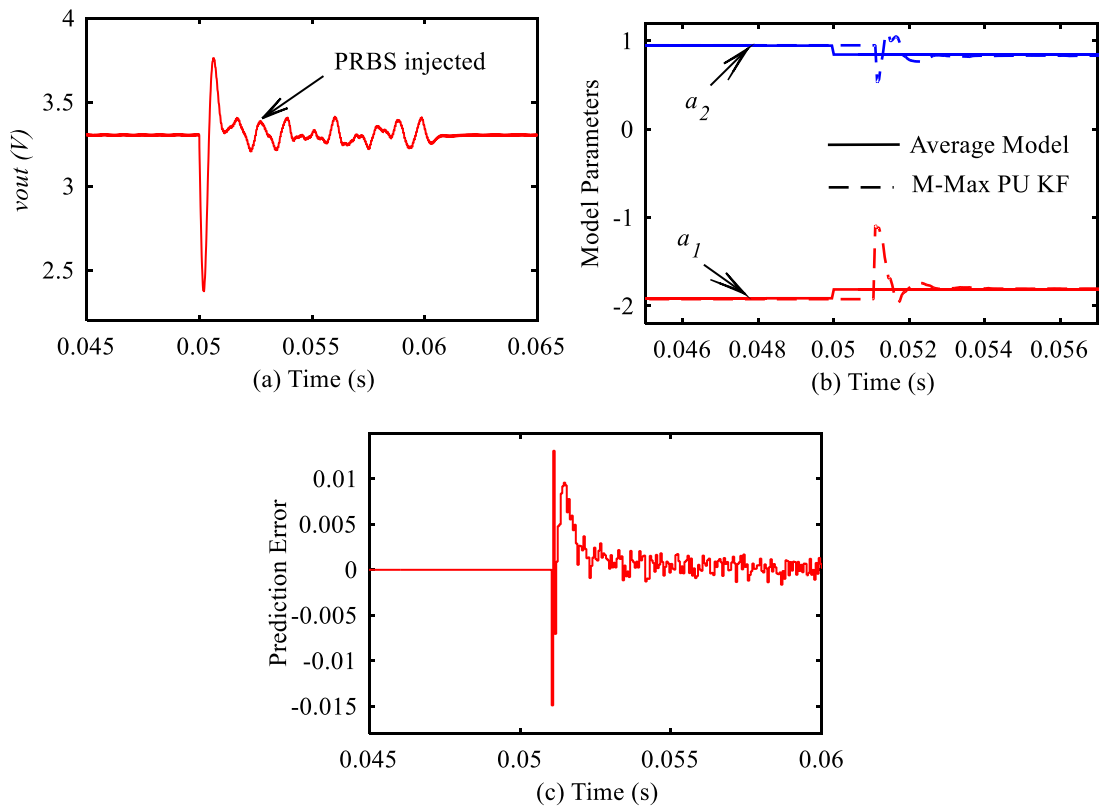 4
3.5
3
2.5
vout (V)
PRBS injected
0.045
0.05
0.055
0.06
0.065
(a) Time (s)
1
0
-1
-2
Model Parameters
a2
Average Model
M-Max PU KF
a1
0.046
0.048
0.05
0.052
0.054
0.056
(b) Time (s)
0.01
0.005
0
-0.005
-0.01
-0.015
Prediction Error
0.045
0.05
0.055
0.06
(c) Time (s)